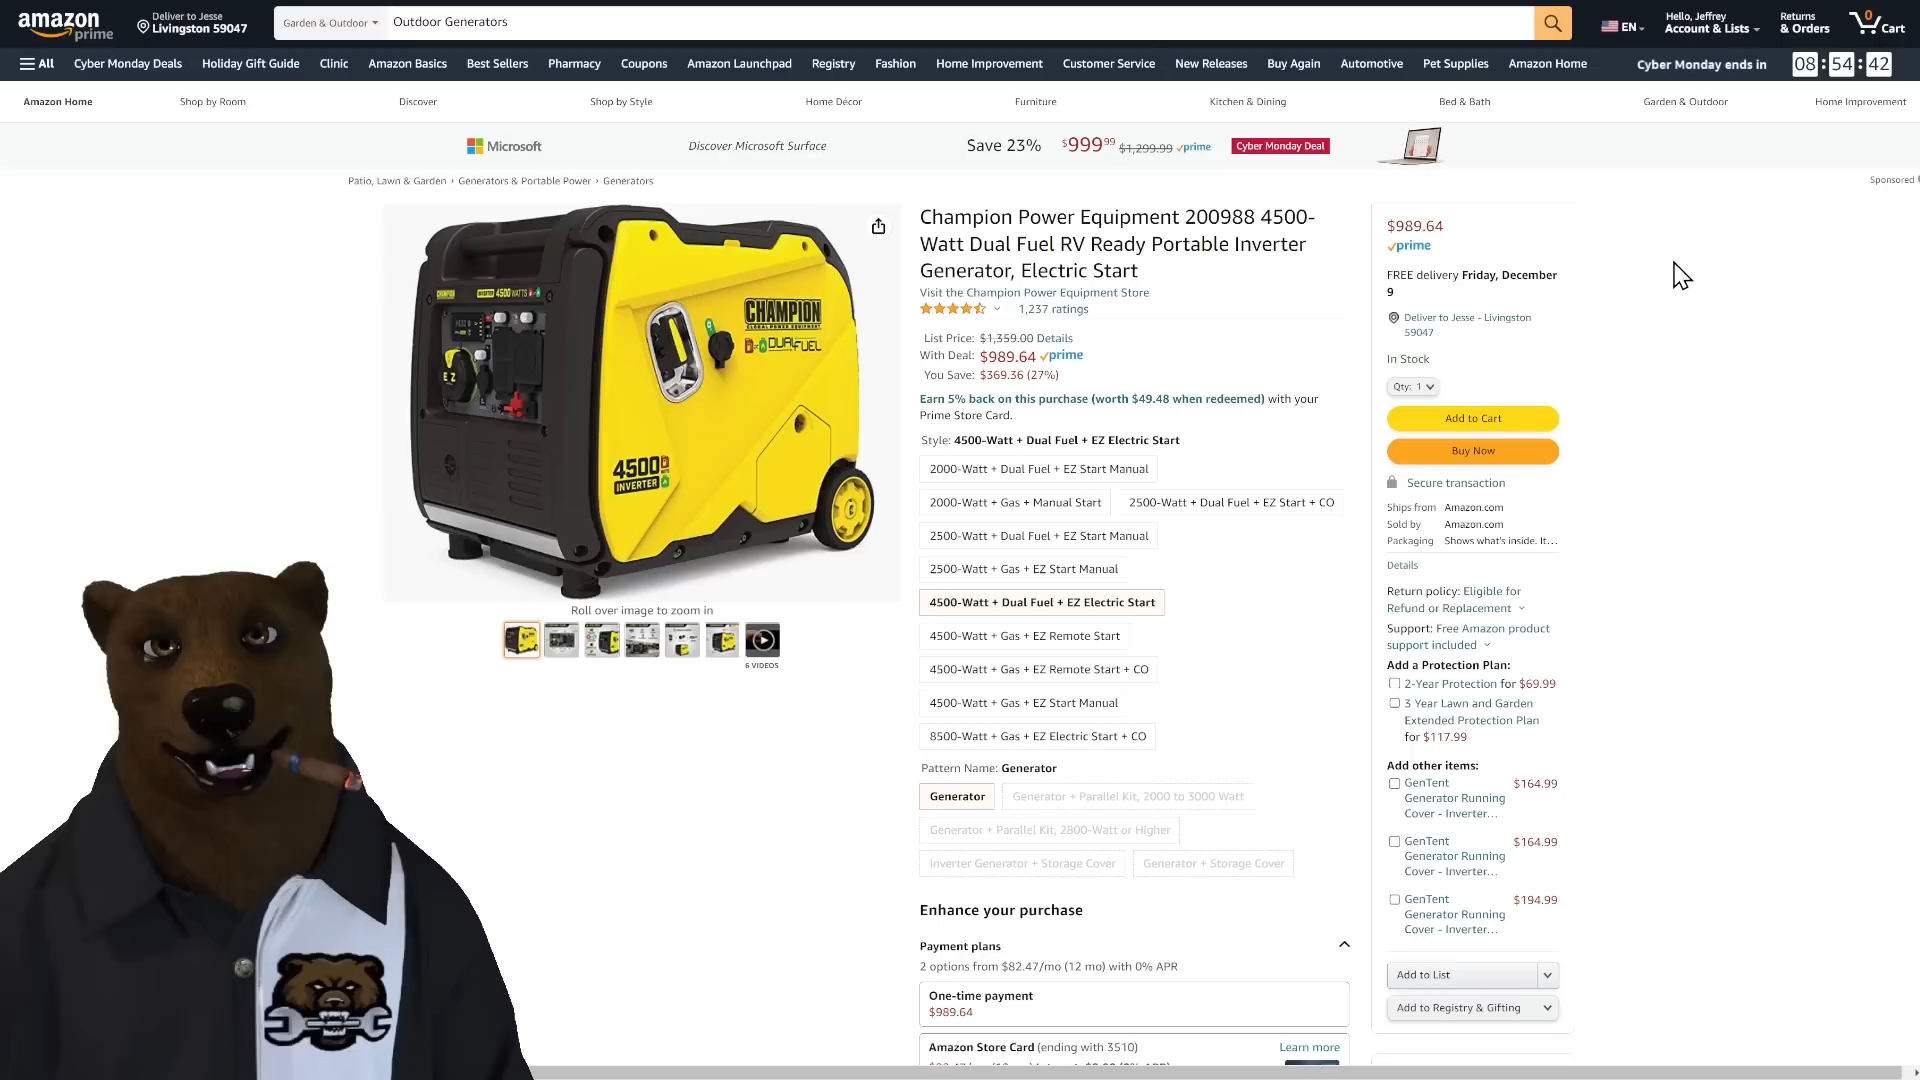 amazon
prime
Deliver to Jesse
Livingston 59047
Garden & Outdoor
Outdoor Generators
EN
Hello, Jeffrey
Account & Lists
Returns
& Orders
0
Cart
All
Cyber Monday Deals
Holiday Gift Guide
Clinic
Amazon Basics
Best Sellers
Pharmacy
Coupons
Amazon Launchpad
Registry
Fashion
Home Improvement
Customer Service
New Releases
Buy Again
Automotive
Pet Supplies
Amazon Home
Cyber Monday ends in
08 : 54 : 42
Amazon Home
Shop by Room
Discover
Shop by Style
Home Décor
Furniture
Kitchen & Dining
Bed & Bath
Garden & Outdoor
Home Improvement
Microsoft
Discover Microsoft Surface
Save 23%
$999.99 $1,299.99 prime
Cyber Monday Deal
Patio, Lawn & Garden › Generators & Portable Power › Generators
Sponsored
CHAMPION
INVERTER 4500 WATTS
EZ
CHAMPION
GLOBAL POWER EQUIPMENT
DUAL FUEL
4500
INVERTER
Roll over image to zoom in
6 VIDEOS
Champion Power Equipment 200988 4500-
Watt Dual Fuel RV Ready Portable Inverter
Generator, Electric Start
Visit the Champion Power Equipment Store
1,237 ratings
List Price: $1,359.00 Details
With Deal: $989.64 prime
You Save: $369.36 (27%)
Earn 5% back on this purchase (worth $49.48 when redeemed) with your
Prime Store Card.
Style: 4500-Watt + Dual Fuel + EZ Electric Start
2000-Watt + Dual Fuel + EZ Start Manual
2000-Watt + Gas + Manual Start
2500-Watt + Dual Fuel + EZ Start + CO
2500-Watt + Dual Fuel + EZ Start Manual
2500-Watt + Gas + EZ Start Manual
4500-Watt + Dual Fuel + EZ Electric Start
4500-Watt + Gas + EZ Remote Start
4500-Watt + Gas + EZ Remote Start + CO
4500-Watt + Gas + EZ Start Manual
8500-Watt + Gas + EZ Electric Start + CO
Pattern Name: Generator
Generator
Generator + Parallel Kit, 2000 to 3000 Watt
Generator + Parallel Kit, 2800-Watt or Higher
Inverter Generator + Storage Cover
Generator + Storage Cover
Enhance your purchase
Payment plans
2 options from $82.47/mo (12 mo) with 0% APR
One-time payment
$989.64
Amazon Store Card (ending with 3510)
Learn more
$989.64
prime
FREE delivery Friday, December
9
Deliver to Jesse - Livingston
59047
In Stock
Qty: 1
Add to Cart
Buy Now
Secure transaction
Ships from Amazon.com
Sold by Amazon.com
Packaging Shows what's inside. It...
Details
Return policy: Eligible for
Refund or Replacement
Support: Free Amazon product
support included
Add a Protection Plan:
2-Year Protection for $69.99
3 Year Lawn and Garden
Extended Protection Plan
for $117.99
Add other items:
GenTent
Generator Running
Cover - Inverter...
$164.99
GenTent
Generator Running
Cover - Inverter...
$164.99
GenTent
Generator Running
Cover - Inverter...
$194.99
Add to List
Add to Registry & Gifting